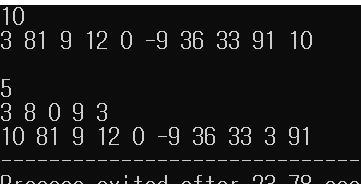 10
3 81 9 12 0 -9 36 33 91 10
5
3 8 0 9 3
10 81 9 12 0 -9 36 33 3 91
--------------------------------
Process exited after 23.78 sec